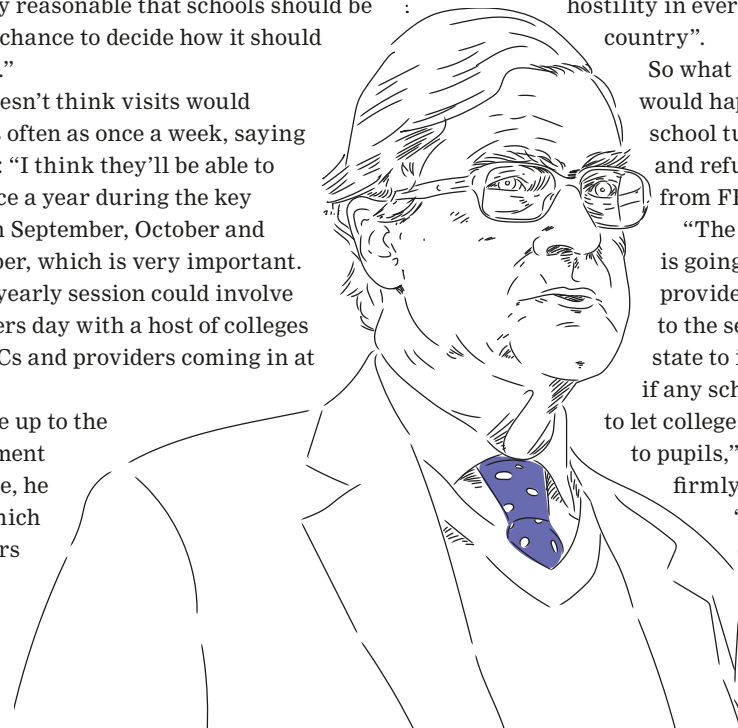 y reasonable that schools should be
chance to decide how it should
.”
esn’t think visits would
s often as once a week, saying
: “I think they’ll be able to
ce a year during the key
n September, October and
ber, which is very important.
yearly session could involve
ers day with a host of colleges
Cs and providers coming in at
e up to the
ment
e, he
hich
rs
:
hostility in ever
country”.
So what
would hap
school tu
and refu
from FE
“The
is going
provide
to the se
state to i
if any sch
to let colleges
to pupils,”
firmly
“